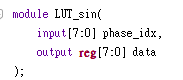 module LUT_sin(
input[7:0] phase_idx,
output reg[7:0] data
);